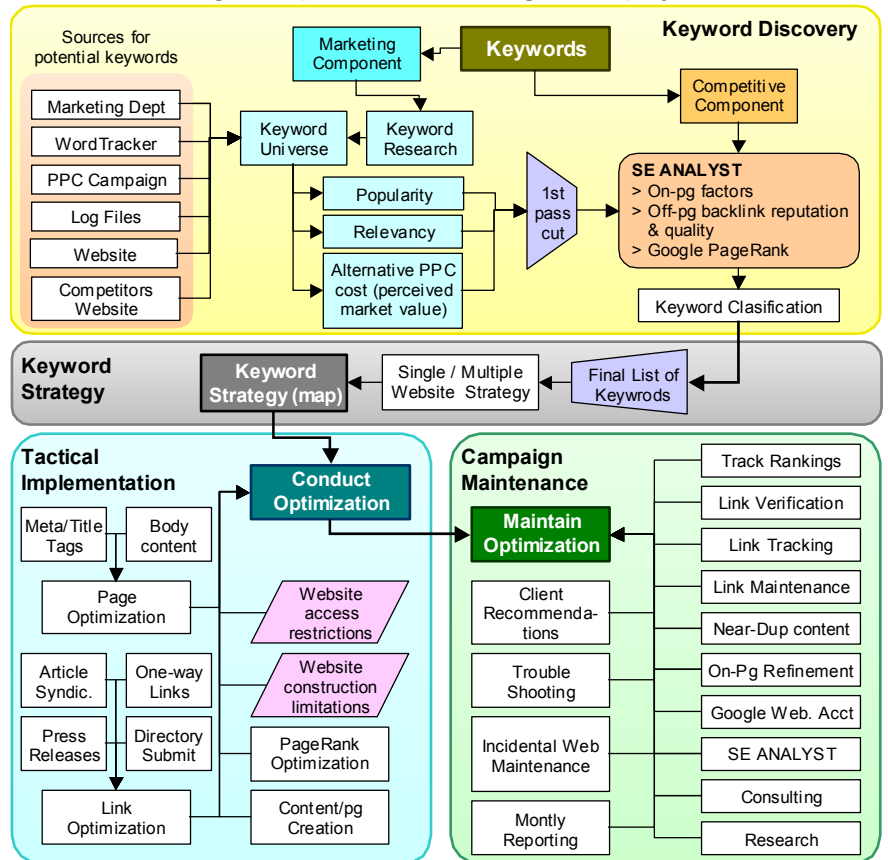 Keyword Discovery
Sources for
potential keywords
Marketing
Component
Keywords
Competitive
Component
Marketing Dept
WordTracker
PPC Campaign
Log Files
Website
Competitors
Website
Keyword
Universe
Keyword
Research
Popularity
Relevancy
Alternative PPC
cost (perceived
market value)
1st
pass
cut
SE ANALYST
> On-pg factors
> Off-pg backlink reputation
& quality
> Google PageRank
Keyword Clasification
Keyword
Strategy
Keyword
Strategy (map)
Single / Multiple
Website Strategy
Final List of
Keywrods
Tactical
Implementation
Conduct
Optimization
Meta/Title
Tags
Body
content
Page
Optimization
Website
access
restrictions
Article
Syndic.
One-way
Links
Website
construction
limitations
Press
Releases
Directory
Submit
PageRank
Optimization
Link
Optimization
Content/pg
Creation
Campaign
Maintenance
Maintain
Optimization
Client
Recommenda-
tions
Trouble
Shooting
Incidental Web
Maintenance
Montly
Reporting
Track Rankings
Link Verification
Link Tracking
Link Maintenance
Near-Dup content
On-Pg Refinement
Google Web. Acct
SE ANALYST
Consulting
Research